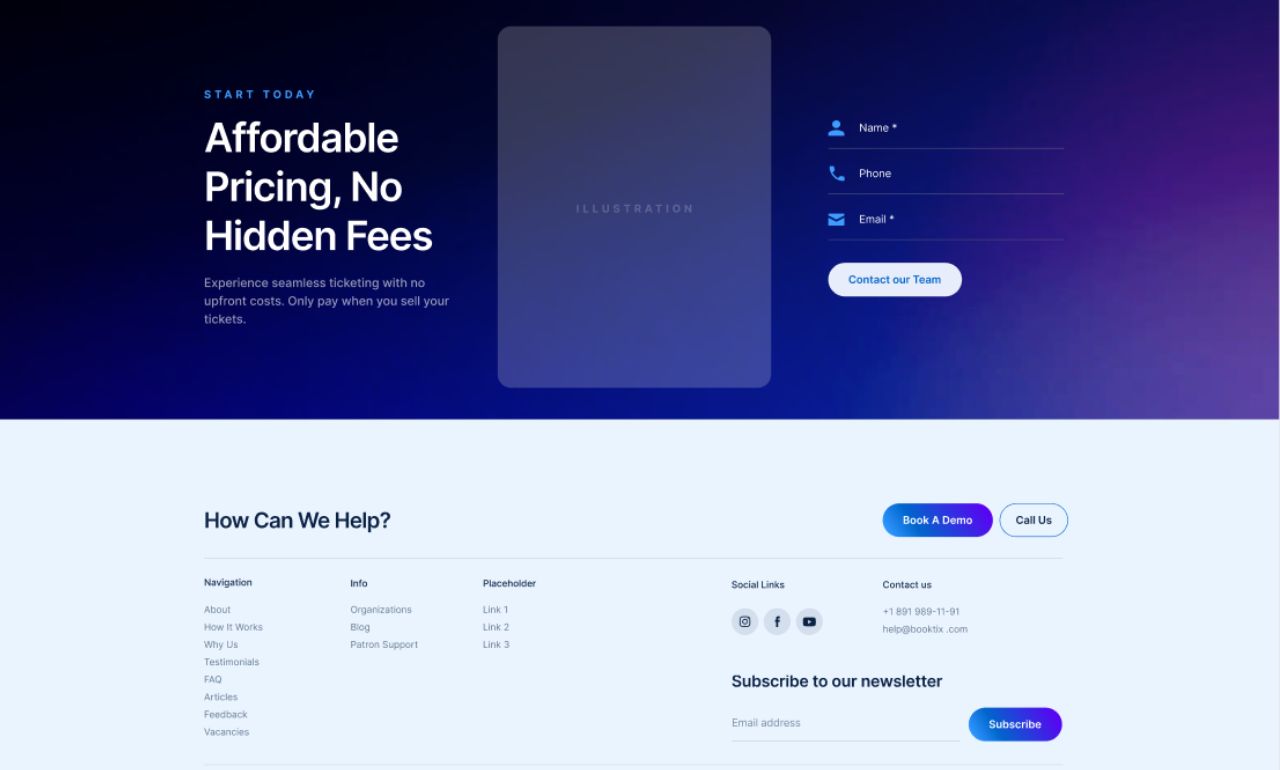 START TODAY
Affordable
Pricing, No
Hidden Fees
Experience seamless ticketing with no
upfront costs. Only pay when you sell your
tickets.
ILLUSTRATION
Name *
Phone
Email *
Contact our Team
How Can We Help?
Book A Demo
Call Us
Navigation
About
How It Works
Why Us
Testimonials
FAQ
Articles
Feedback
Vacancies
Info
Organizations
Blog
Patron Support
Placeholder
Link 1
Link 2
Link 3
Social Links
Contact us
+1 891 989-11-91
help@booktix .com
Subscribe to our newsletter
Email address
Subscribe